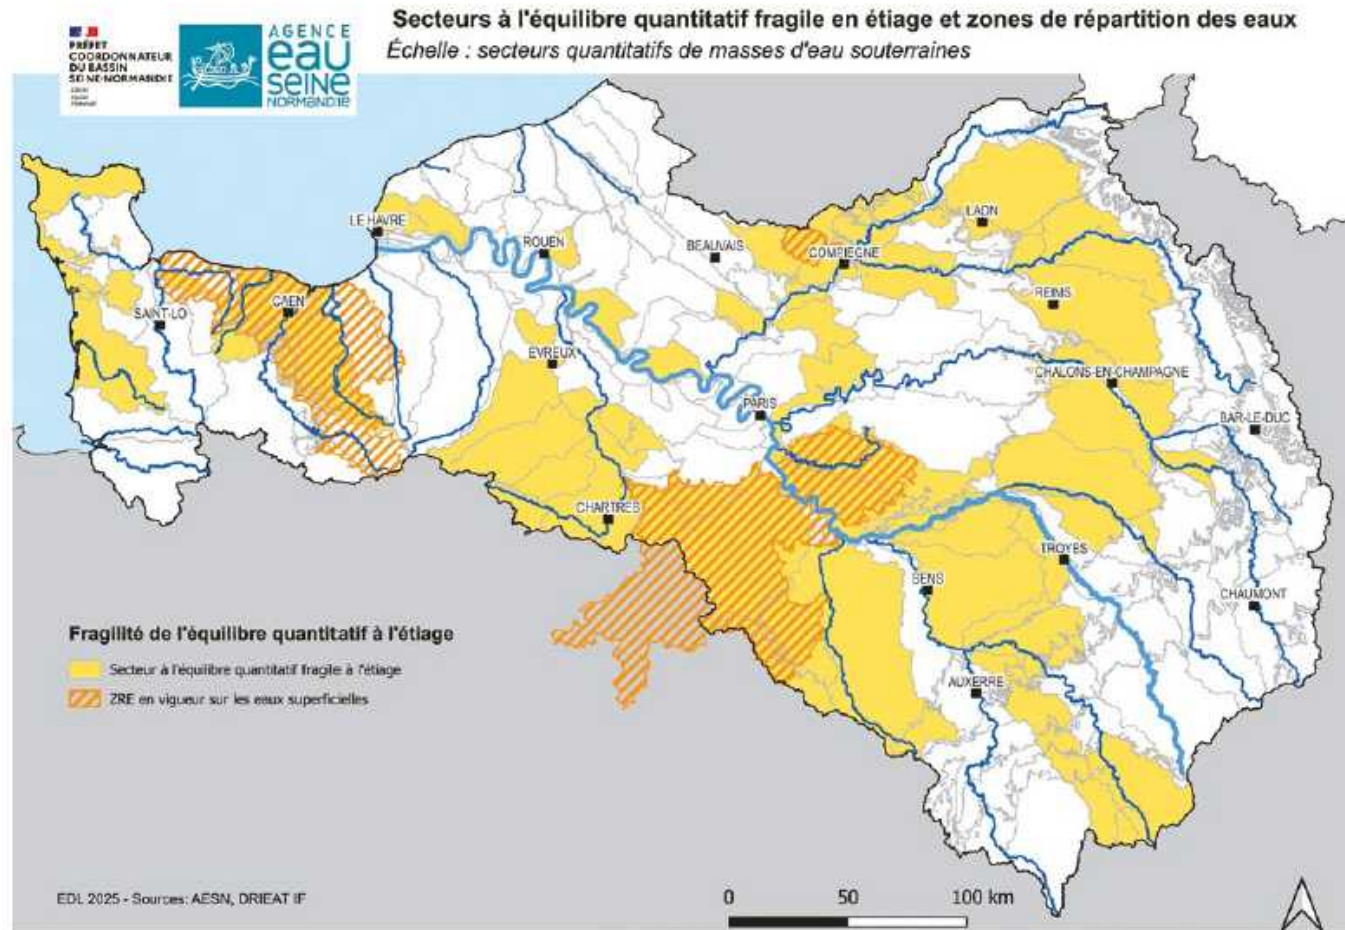 Secteurs à l'équilibre quantitatif fragile en étiage et zones de répartition des eaux
Échelle : secteurs quantitatifs de masses d'eau souterraines
PRÉFET
COORDONNATEUR
DU BASSIN
SEINE-NORMANDIE
AGENCE
eau
seine
NORMANDIE
LE HAVRE
ROUEN
BEAUVAIS
COMPIEGNE
LAON
SAINT-LO
CAEN
REIMS
EVREUX
CHALONS-EN-CHAMPAGNE
PARIS
BAR-LE-DUC
CHARTRES
TROYES
SENS
CHAUMONT
AUXERRE
Fragilité de l'équilibre quantitatif à l'étiage
Secteur à l'équilibre quantitatif fragile à l'étiage
ZRE en vigueur sur les eaux superficielles
EDL 2025 - Sources: AESN, DRIEAT IF
0 50 100 km